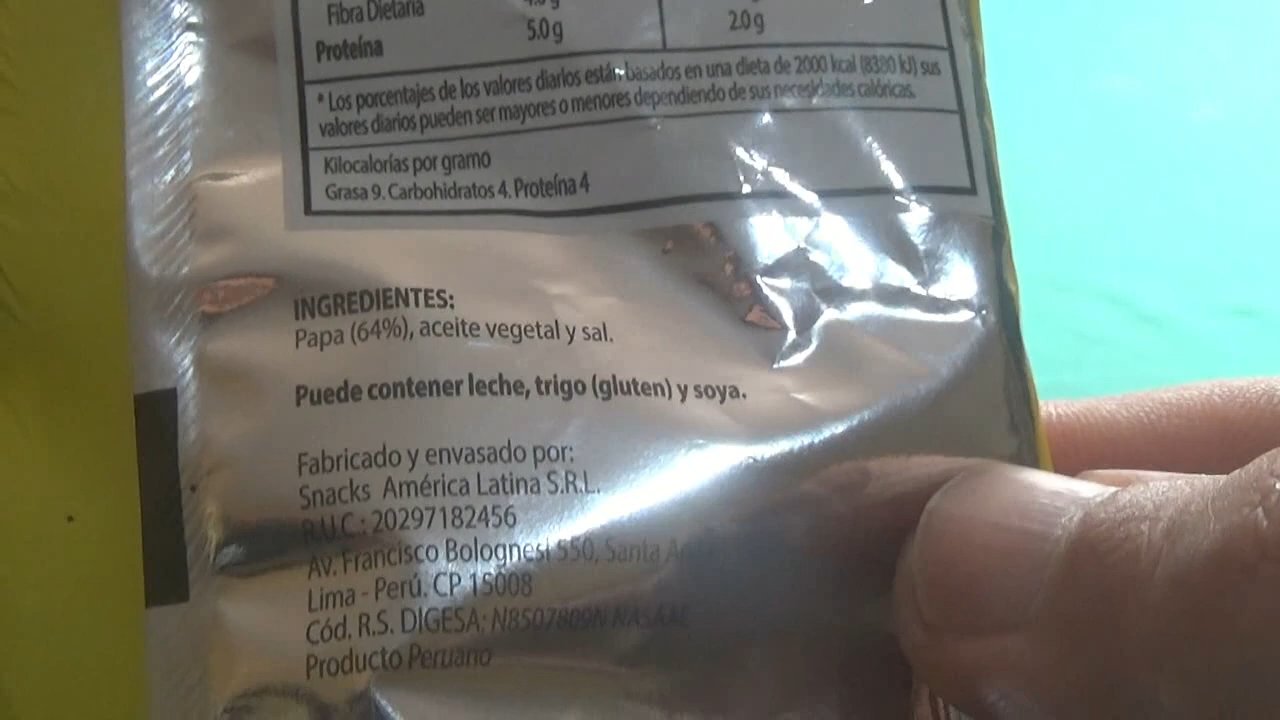 Fibra Dietaria
Proteína 5.0 g 2.0 g
* Los porcentajes de los valores diarios están basados en una dieta de 2000 kcal (8380 kJ) sus
valores diarios pueden ser mayores o menores dependiendo de sus necesidades calóricas.
Kilocalorías por gramo
Grasa 9. Carbohidratos 4. Proteína 4
INGREDIENTES:
Papa (64%), aceite vegetal y sal.
Puede contener leche, trigo (gluten) y soya.
Fabricado y envasado por:
Snacks América Latina S.R.L.
R.U.C.: 20297182456
Av. Francisco Bolognesi 550, Santa
Lima - Perú. CP 15008
Cód. R.S. DIGESA:
Producto Peruano